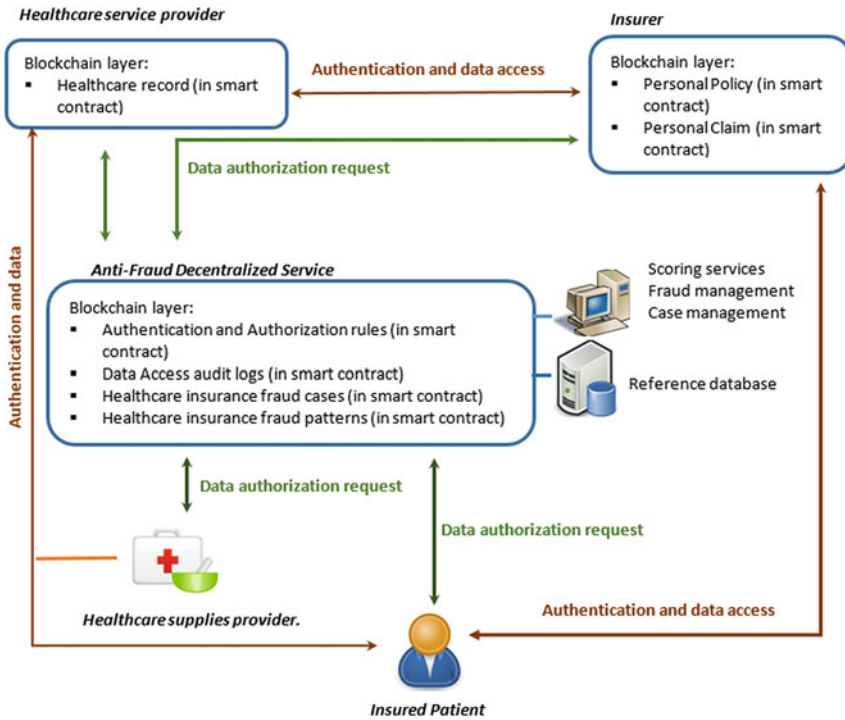 Healthcare service provider
Blockchain layer:
▪ Healthcare record (in smart
contract)
Authentication and data access
Insurer
Blockchain layer:
▪ Personal Policy (in smart
contract)
▪ Personal Claim (in smart
contract)
Data authorization request
Authentication and data
Anti-Fraud Decentralized Service
Blockchain layer:
▪ Authentication and Authorization rules (in smart
contract)
▪ Data Access audit logs (in smart contract)
▪ Healthcare insurance fraud cases (in smart contract)
▪ Healthcare insurance fraud patterns (in smart contract)
Scoring services
Fraud management
Case management
Reference database
Data authorization request
Data authorization request
Healthcare supplies provider.
Authentication and data access
Insured Patient